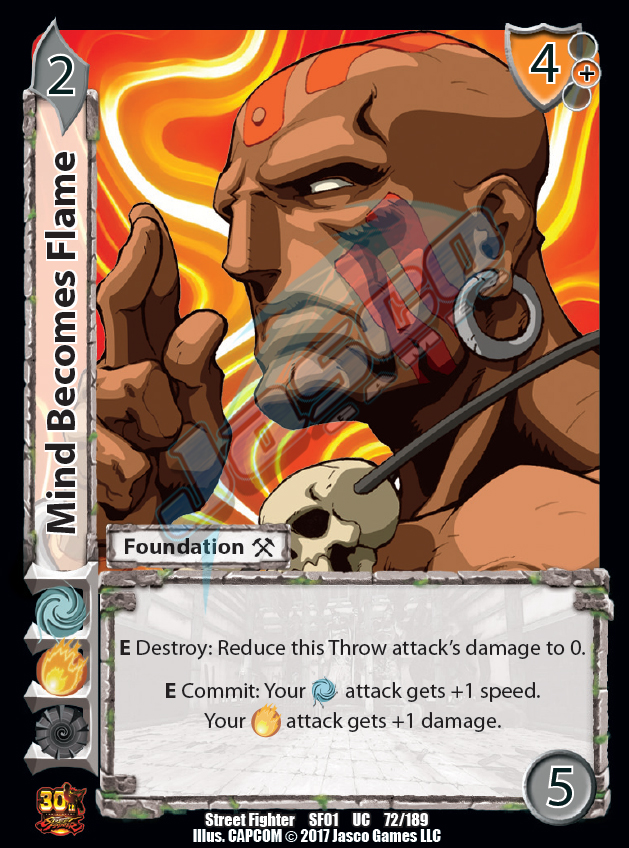 2
4
+
Mind Becomes Flame
Foundation
E Destroy: Reduce this Throw attack's damage to 0.
E Commit: Your attack gets +1 speed.
Your attack gets +1 damage.
5
30th
Street Fighter SF01 UC 72/189
Illus. CAPCOM © 2017 Jasco Games LLC